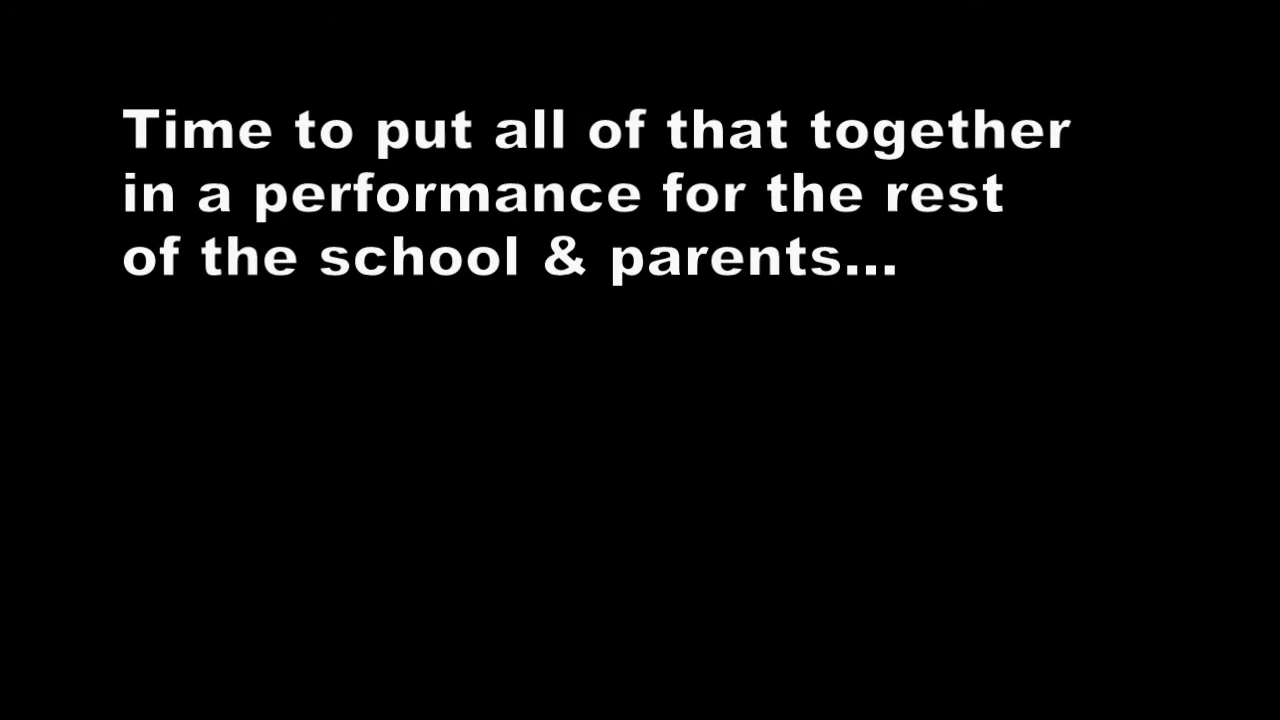 Time to put all of that together
in a performance for the rest
of the school & parents...